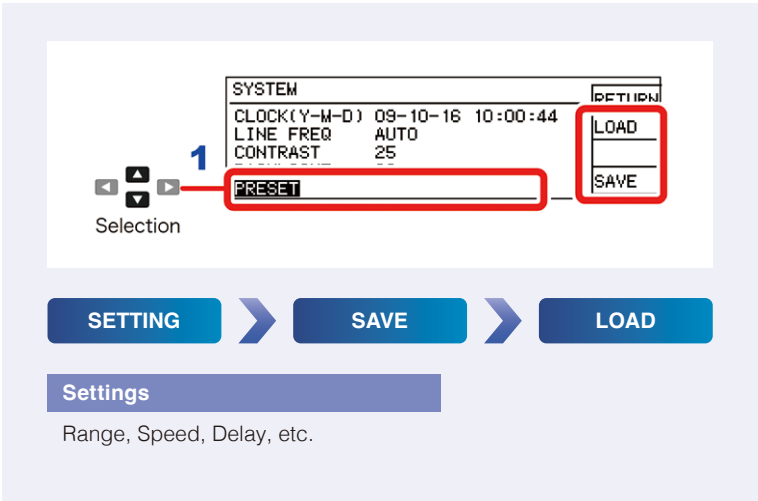 SYSTEM
RETURN
CLOCK(Y-M-D) 09-10-16 10:00:44
LINE FREQ AUTO
CONTRAST 25
LOAD
1
PRESET
SAVE
Selection
SETTING
SAVE
LOAD
Settings
Range, Speed, Delay, etc.